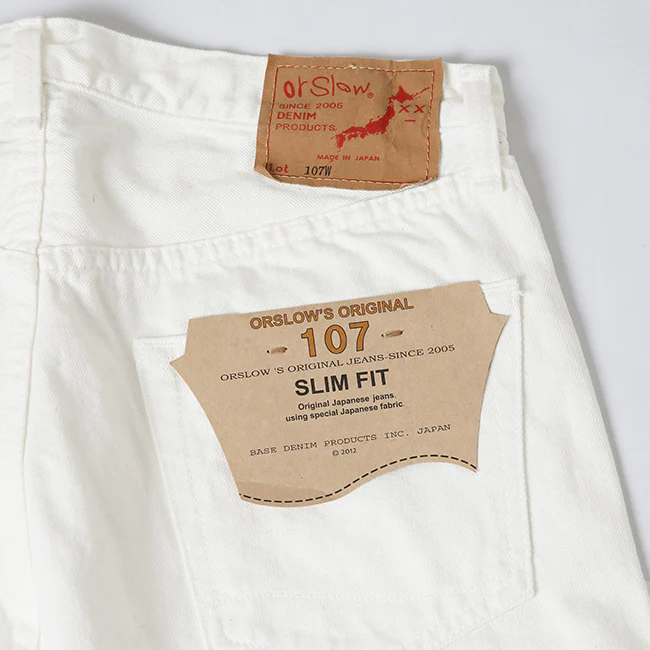 orSlow®
SINCE 2005
DENIM
PRODUCTS
×× 
MADE IN JAPAN
Lot 107W
ORSLOW'S ORIGINAL
107
ORSLOW 'S ORIGINAL JEANS-SINCE 2005
SLIM FIT
Original Japanese jeans.
using special Japanese fabric.
BASE DENIM PRODUCTS INC. JAPAN
© 2012